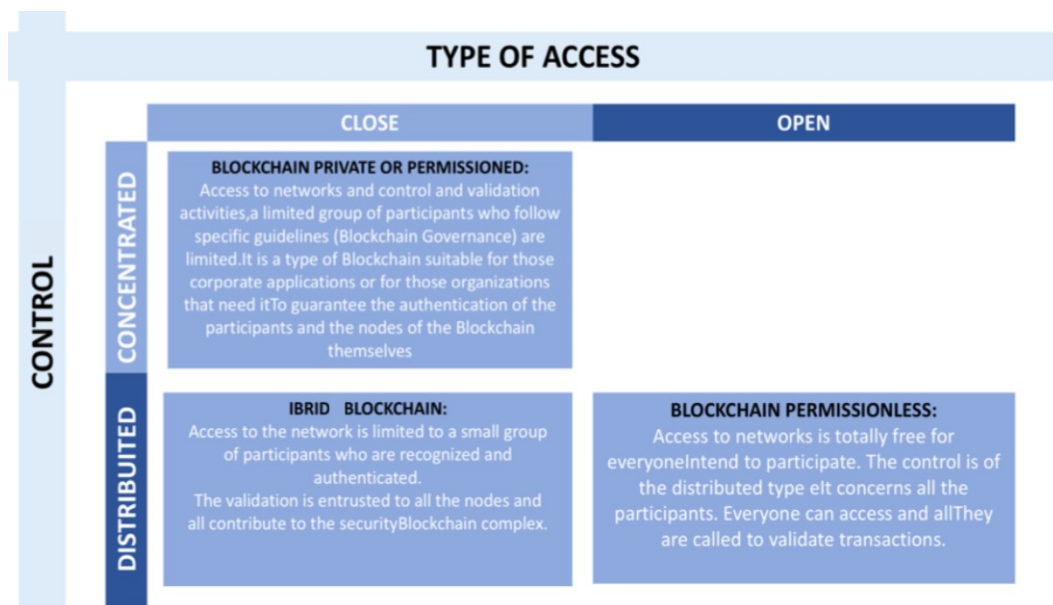 TYPE OF ACCESS
CONTROL
CLOSE
OPEN
CONCENTRATED
BLOCKCHAIN PRIVATE OR PERMISSIONED:
Access to networks and control and validation
activities,a limited group of participants who follow
specific guidelines (Blockchain Governance) are
limited.It is a type of Blockchain suitable for those
corporate applications or for those organizations
that need itTo guarantee the authentication of the
participants and the nodes of the Blockchain
themselves
DISTRIBUITED
IBRID BLOCKCHAIN:
Access to the network is limited to a small group
of participants who are recognized and
authenticated.
The validation is entrusted to all the nodes and
all contribute to the securityBlockchain complex.
BLOCKCHAIN PERMISSIONLESS:
Access to networks is totally free for
everyoneIntend to participate. The control is of
the distributed type eIt concerns all the
participants. Everyone can access and allThey
are called to validate transactions.